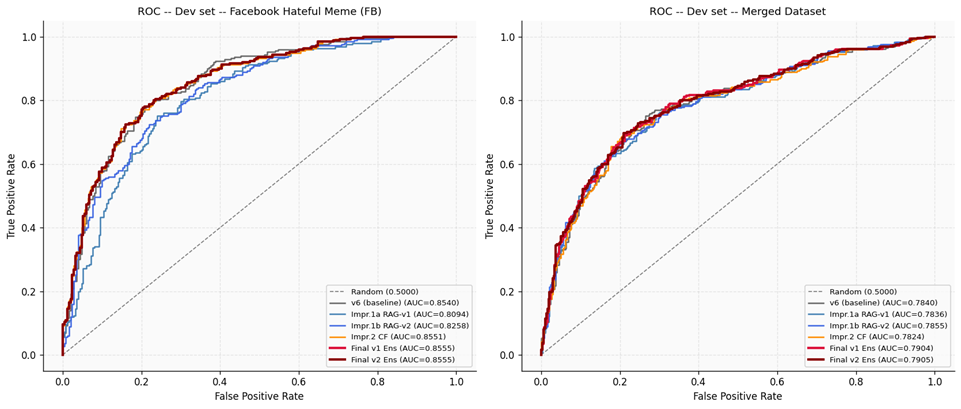 ROC -- Dev set -- Facebook Hateful Meme (FB)
True Positive Rate
1.0
0.8
0.6
0.4
0.2
0.0
0.0 0.2 0.4 0.6 0.8 1.0
False Positive Rate
Random (0.5000)
v6 (baseline) (AUC=0.8540)
Impr.1a RAG-v1 (AUC=0.8094)
Impr.1b RAG-v2 (AUC=0.8258)
Impr.2 CF (AUC=0.8551)
Final v1 Ens (AUC=0.8555)
Final v2 Ens (AUC=0.8555)
ROC -- Dev set -- Merged Dataset
True Positive Rate
1.0
0.8
0.6
0.4
0.2
0.0
0.0 0.2 0.4 0.6 0.8 1.0
False Positive Rate
Random (0.5000)
v6 (baseline) (AUC=0.7840)
Impr.1a RAG-v1 (AUC=0.7836)
Impr.1b RAG-v2 (AUC=0.7855)
Impr.2 CF (AUC=0.7824)
Final v1 Ens (AUC=0.7904)
Final v2 Ens (AUC=0.7905)